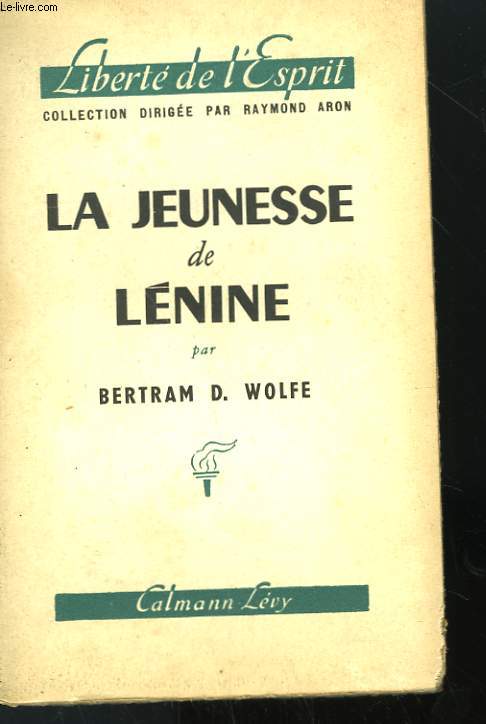 Le-livre.com
Liberté de l'Esprit
COLLECTION DIRIGÉE PAR RAYMOND ARON
LA JEUNESSE
de
LÉNINE
par
BERTRAM D. WOLFE
Calmann-Lévy